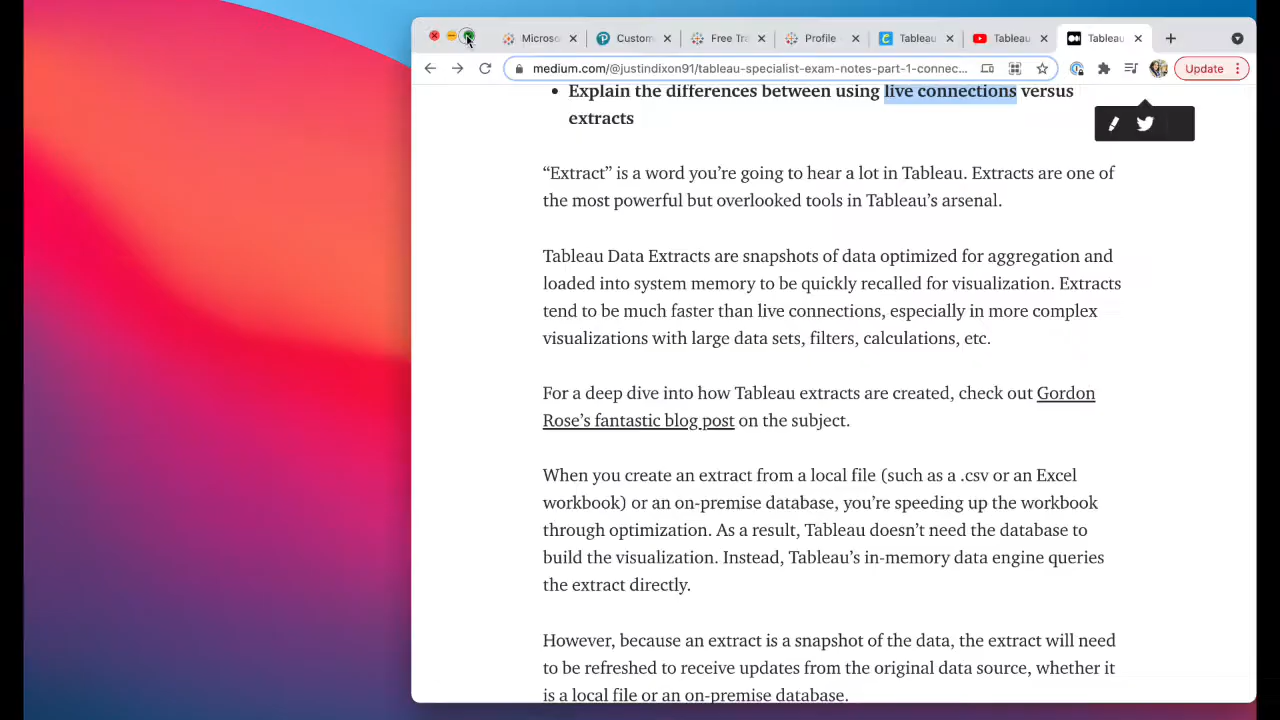 Micros
Custom
Free Tra
Profile
Tableau
Tableau
Tableau
medium.com/@justindixon91/tableau-specialist-exam-notes-part-1-connec...
Update
Explain the differences between using live connections versus
extracts
“Extract” is a word you’re going to hear a lot in Tableau. Extracts are one of
the most powerful but overlooked tools in Tableau’s arsenal.
Tableau Data Extracts are snapshots of data optimized for aggregation and
loaded into system memory to be quickly recalled for visualization. Extracts
tend to be much faster than live connections, especially in more complex
visualizations with large data sets, filters, calculations, etc.
For a deep dive into how Tableau extracts are created, check out Gordon
Rose’s fantastic blog post on the subject.
When you create an extract from a local file (such as a .csv or an Excel
workbook) or an on-premise database, you’re speeding up the workbook
through optimization. As a result, Tableau doesn’t need the database to
build the visualization. Instead, Tableau’s in-memory data engine queries
the extract directly.
However, because an extract is a snapshot of the data, the extract will need
to be refreshed to receive updates from the original data source, whether it
is a local file or an on-premise database.